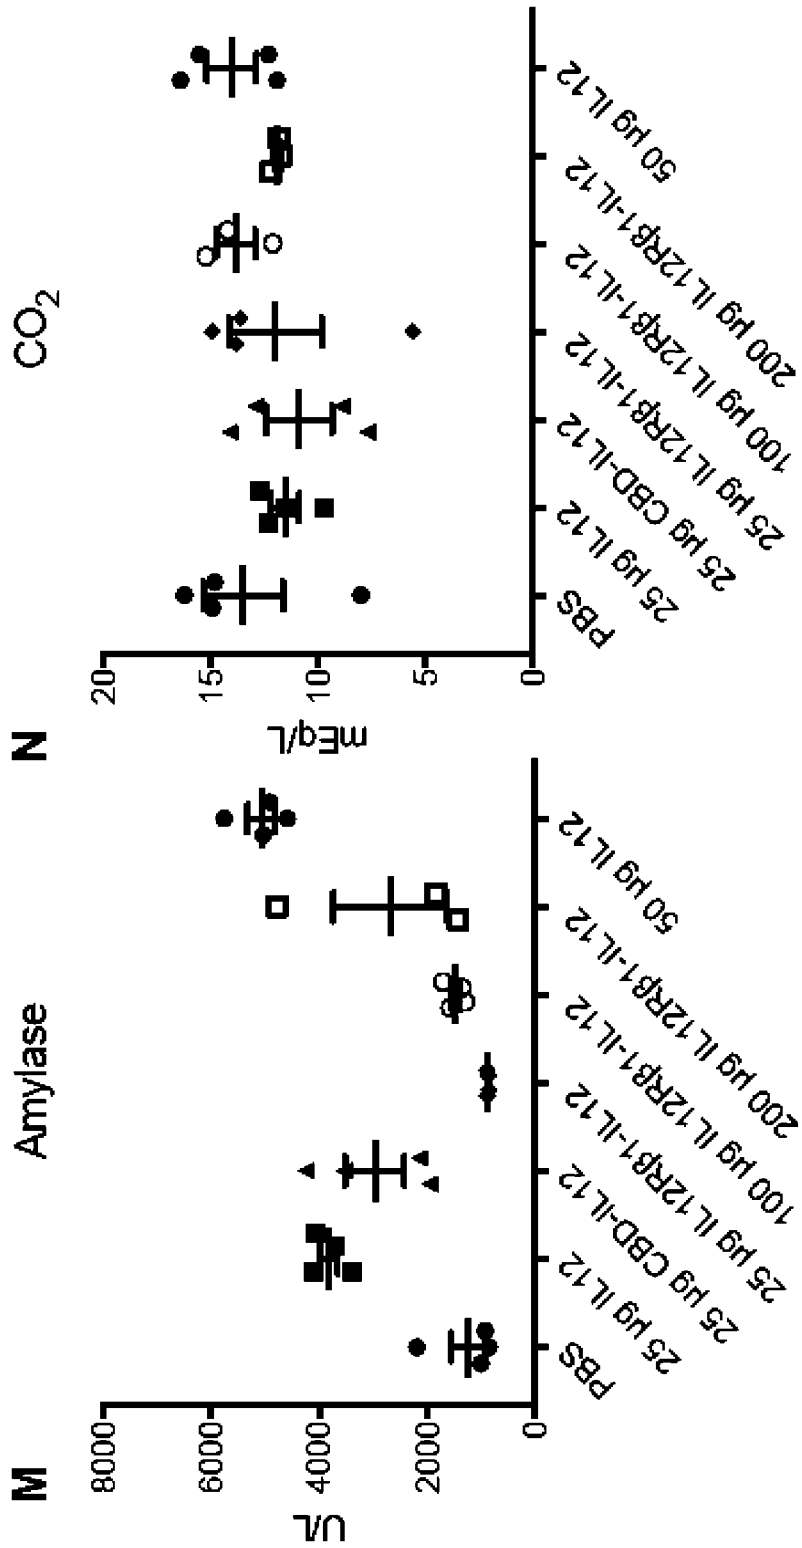 M
Amylase
U/L
8000
6000
4000
2000
0
PBS
25 µg IL12
25 µg CBD-IL12
25 µg IL12Rβ1-IL12
100 µg IL12Rβ1-IL12
200 µg IL12Rβ1-IL12
50 µg IL12
N
CO₂
mEq/L
20
15
10
5
0
PBS
25 µg IL12
25 µg CBD-IL12
25 µg IL12Rβ1-IL12
100 µg IL12Rβ1-IL12
200 µg IL12Rβ1-IL12
50 µg IL12